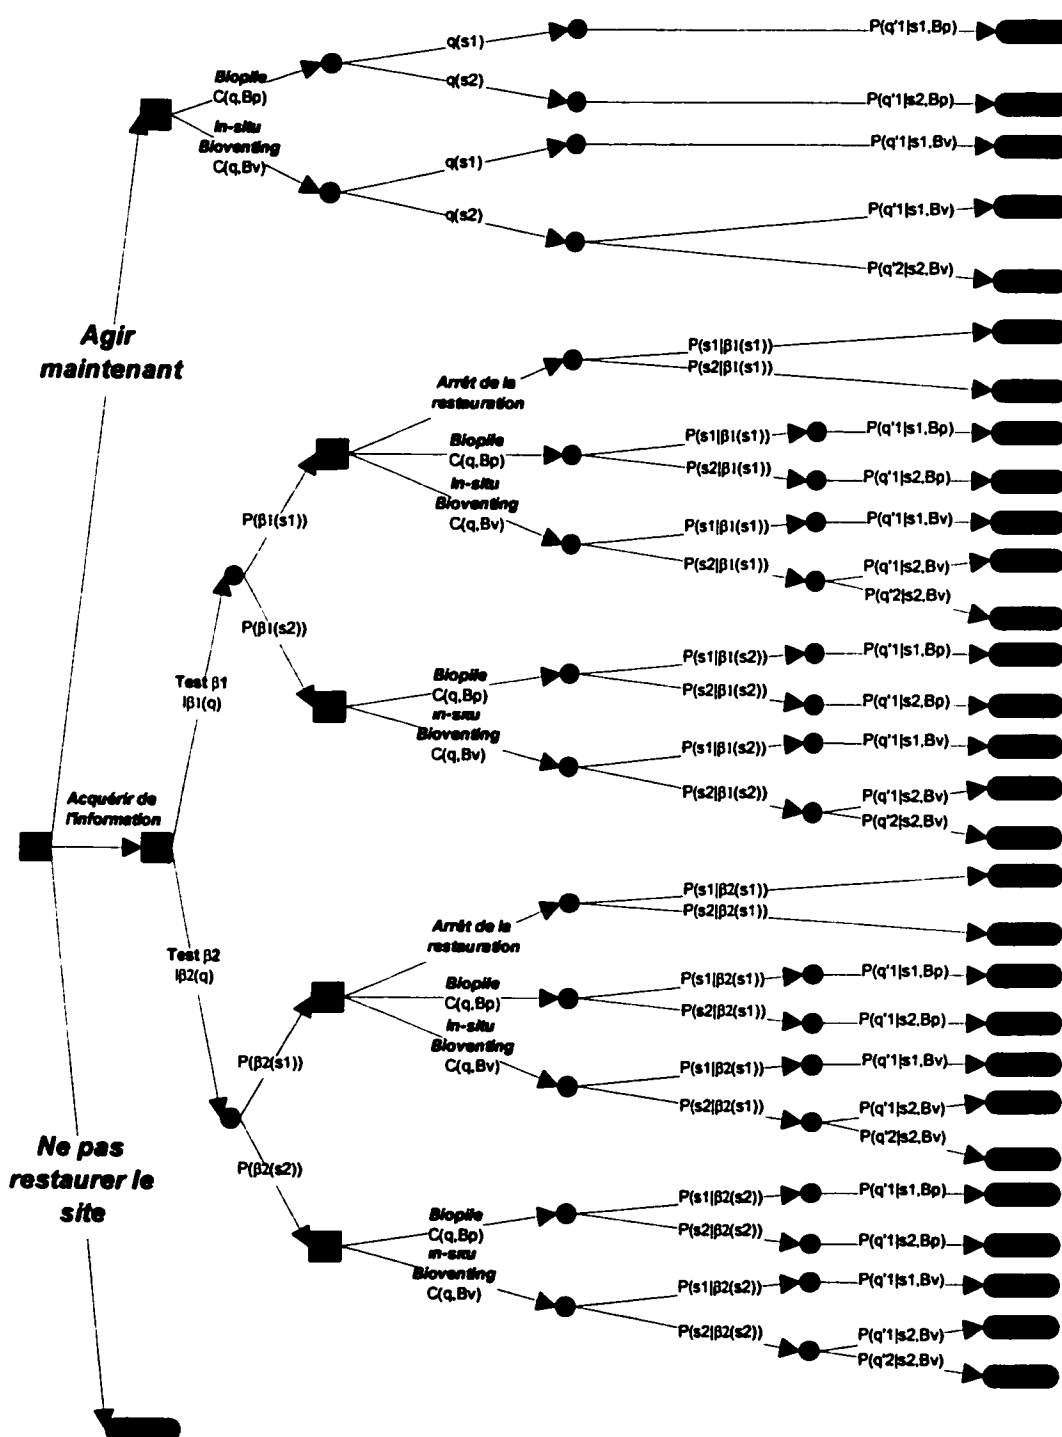 P(q'1|s1,Bp)
q(s1)
Biopile
C(q,Bp)
q(s2)
P(q'1|s2,Bp)
In-situ
Bioventing
C(q,Bv)
q(s1)
P(q'1|s1,Bv)
q(s2)
P(q'1|s1,Bv)
P(q'2|s2,Bv)
Agir
maintenant
Arrêt de la
restauration
P(s1|β1(s1))
P(s2|β1(s1))
Biopile
C(q,Bp)
P(s1|β1(s1))
P(q'1|s1,Bp)
P(s2|β1(s1))
P(q'1|s2,Bp)
In-situ
Bioventing
C(q,Bv)
P(s1|β1(s1))
P(q'1|s1,Bv)
P(s2|β1(s1))
P(q'1|s2,Bv)
P(q'2|s2,Bv)
P(β1(s1))
P(β1(s2))
Test β1
Iβ1(q)
Biopile
C(q,Bp)
P(s1|β1(s2))
P(q'1|s1,Bp)
P(s2|β1(s2))
P(q'1|s2,Bp)
In-situ
Bioventing
C(q,Bv)
P(s1|β1(s2))
P(q'1|s1,Bv)
P(s2|β1(s2))
P(q'1|s2,Bv)
P(q'2|s2,Bv)
Acquérir de
l'information
Arrêt de la
restauration
P(s1|β2(s1))
P(s2|β2(s1))
Test β2
Iβ2(q)
Biopile
C(q,Bp)
P(s1|β2(s1))
P(q'1|s1,Bp)
P(s2|β2(s1))
P(q'1|s2,Bp)
In-situ
Bioventing
C(q,Bv)
P(s1|β2(s1))
P(q'1|s1,Bv)
P(s2|β2(s1))
P(q'1|s2,Bv)
P(q'2|s2,Bv)
P(β2(s1))
P(β2(s2))
Ne pas
restaurer le
site
Biopile
C(q,Bp)
P(s1|β2(s2))
P(q'1|s1,Bp)
P(s2|β2(s2))
P(q'1|s2,Bp)
In-situ
Bioventing
C(q,Bv)
P(s1|β2(s2))
P(q'1|s1,Bv)
P(s2|β2(s2))
P(q'1|s2,Bv)
P(q'2|s2,Bv)